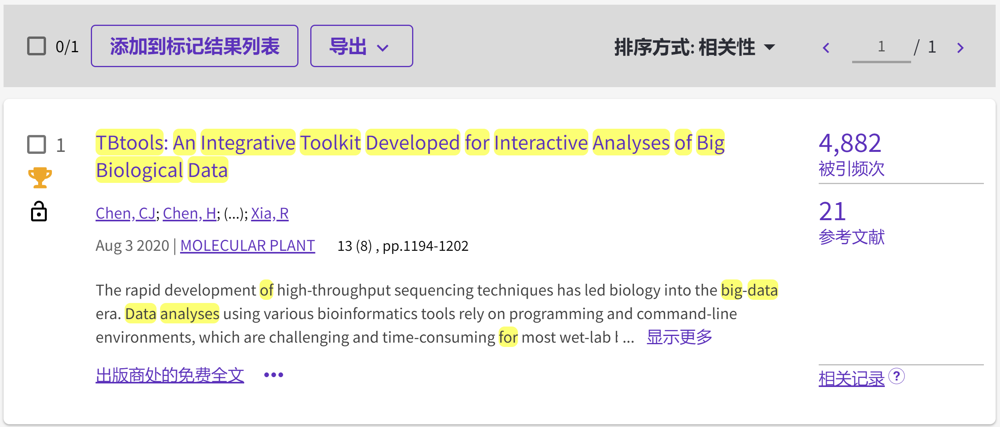 0/1 添加到标记结果列表 导出 排序方式: 相关性 1 / 1
1 TBtools: An Integrative Toolkit Developed for Interactive Analyses of Big
Biological Data
4,882
被引频次
Chen, CJ; Chen, H; (...); Xia, R
21
参考文献
Aug 3 2020 | MOLECULAR PLANT 13 (8) , pp.1194-1202
The rapid development of high-throughput sequencing techniques has led biology into the big-data
era. Data analyses using various bioinformatics tools rely on programming and command-line
environments, which are challenging and time-consuming for most wet-lab ... 显示更多
出版商处的免费全文 •••
相关记录 ?